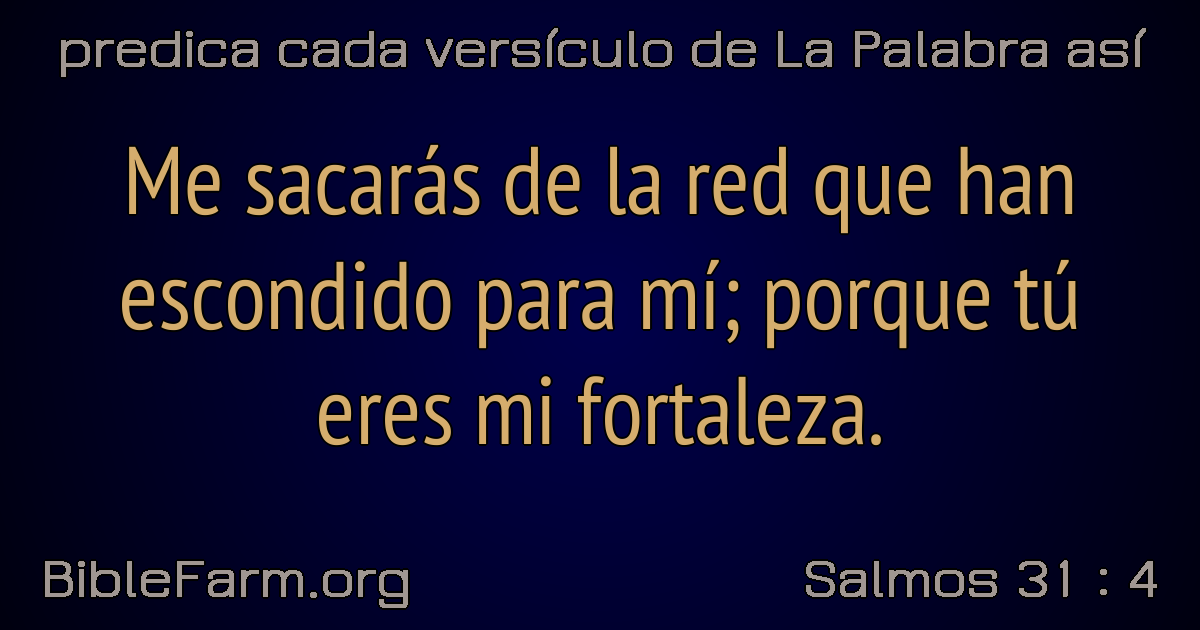 predica cada versículo de La Palabra así
Me sacarás de la red que han
escondido para mí; porque tú
eres mi fortaleza.
BibleFarm.org
Salmos 31 : 4